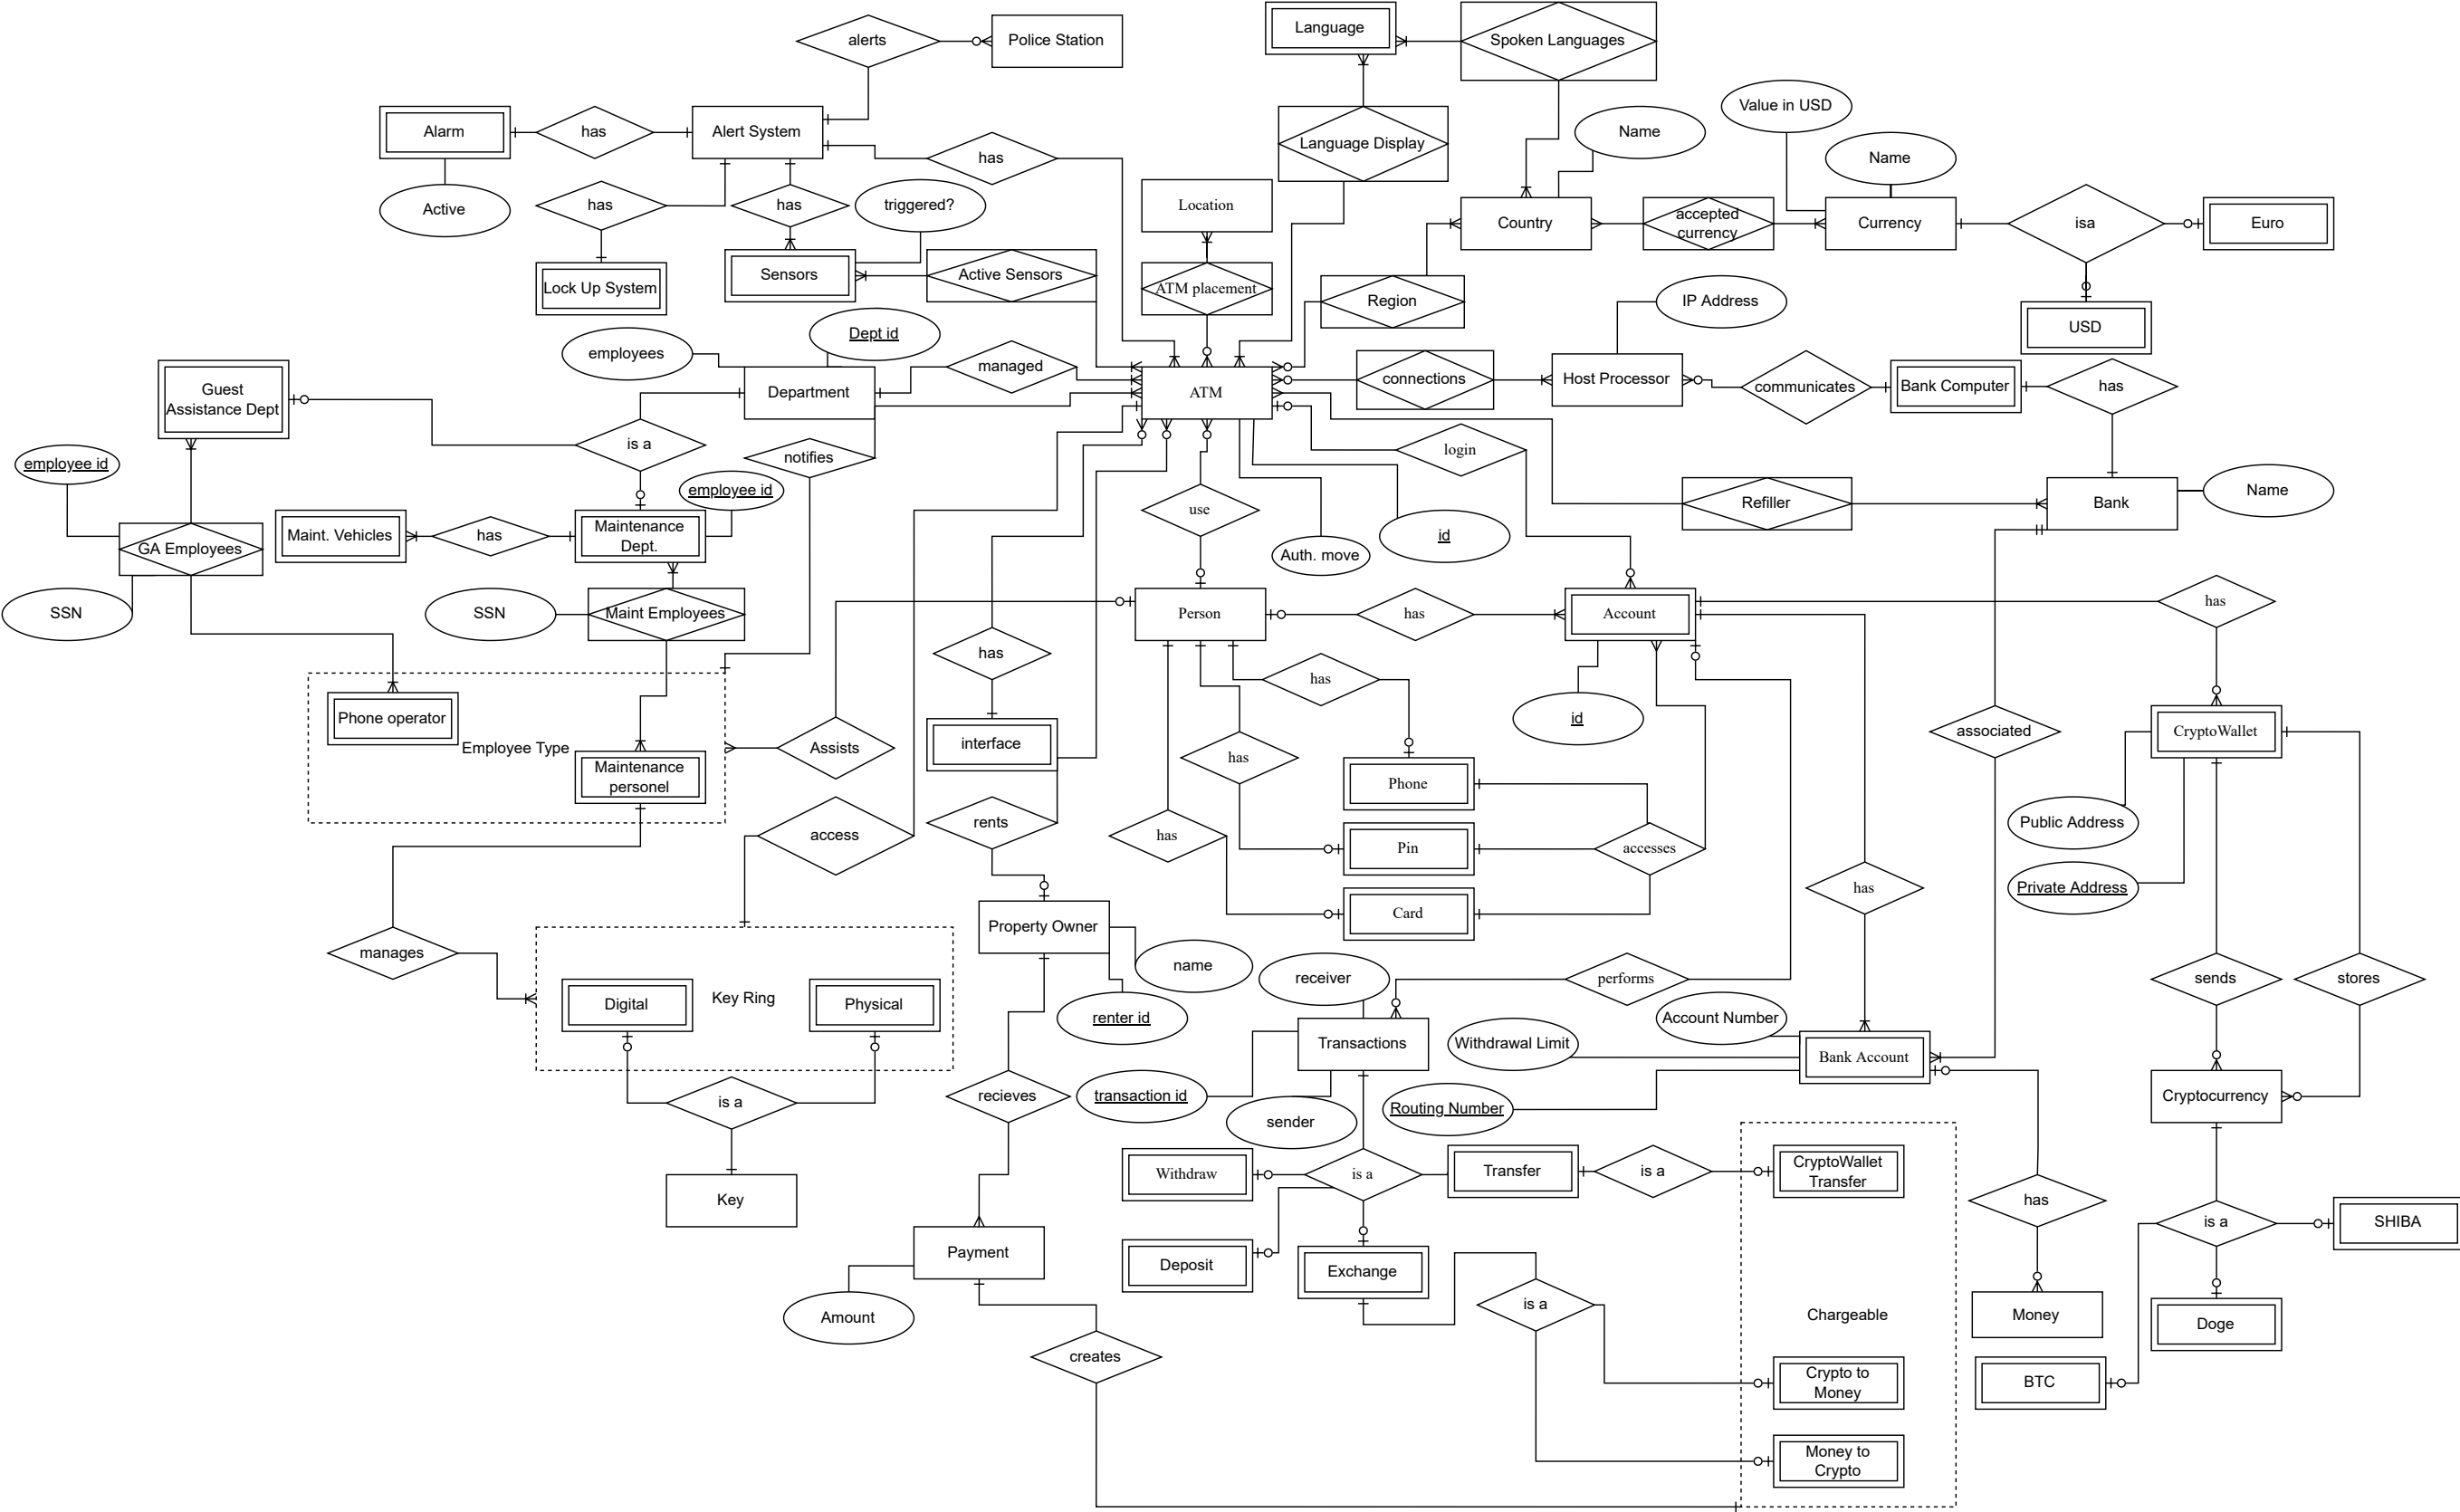 Language
Spoken Languages
alerts
Police Station
Value in USD
Name
Alarm
has
Alert System
Language Display
Name
has
Active
has
has
triggered?
Location
Country
accepted
currency
Currency
isa
Euro
Lock Up System
Sensors
Active Sensors
ATM placement
Region
IP Address
USD
employees
Dept id
managed
Guest
Assistance Dept
Department
ATM
connections
Host Processor
communicates
Bank Computer
has
is a
notifies
login
employee id
employee id
use
id
Refiller
Bank
Name
GA Employees
Maint. Vehicles
has
Maintenance
Dept.
Auth. move
SSN
SSN
Maint Employees
Person
has
Account
has
has
has
Phone operator
Employee Type
Maintenance
personel
Assists
interface
has
id
associated
CryptoWallet
Phone
access
rents
has
Pin
accesses
Public Address
has
Private Address
Card
Property Owner
manages
name
receiver
performs
sends
stores
Digital
Key Ring
Physical
renter id
Account Number
Transactions
Withdrawal Limit
Bank Account
is a
recieves
transaction id
sender
Routing Number
Cryptocurrency
Withdraw
is a
Transfer
is a
CryptoWallet
Transfer
Key
has
is a
SHIBA
Payment
Deposit
Exchange
Amount
is a
Chargeable
Money
Doge
creates
Crypto to
Money
BTC
Money to
Crypto